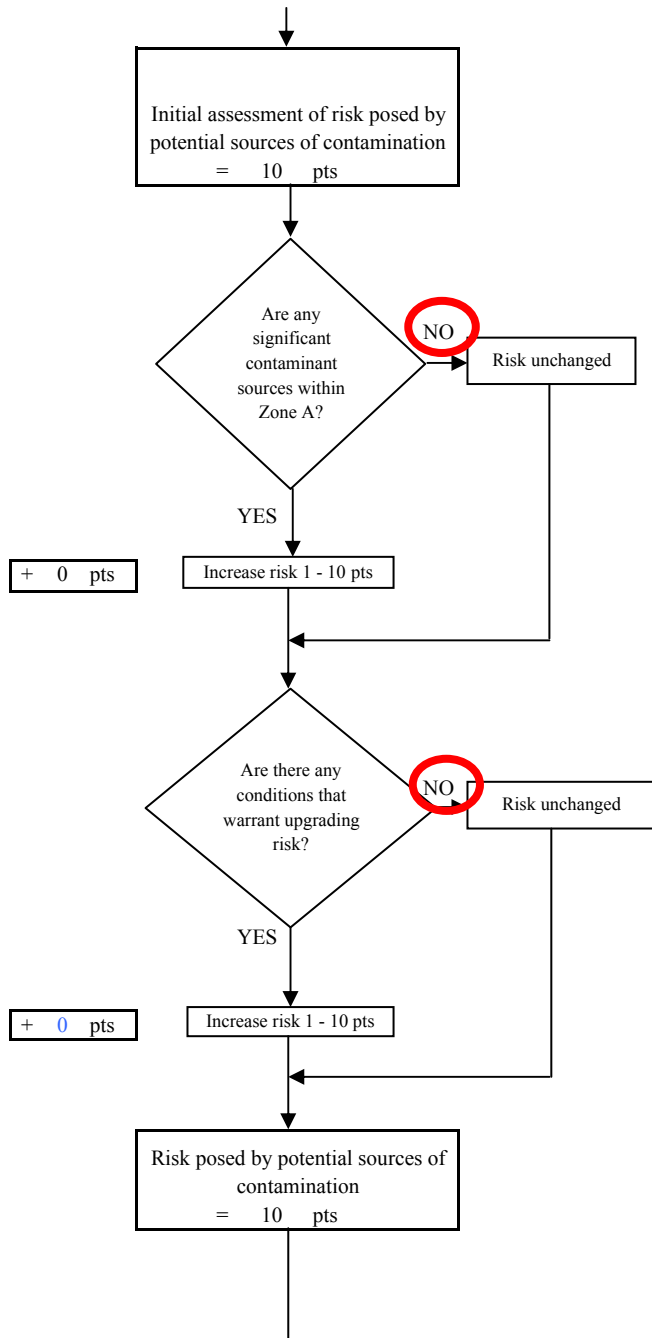 Initial assessment of risk posed by
potential sources of contamination
= 10 pts
Are any
significant
contaminant
sources within
Zone A?
NO
Risk unchanged
YES
+ 0 pts
Increase risk 1 - 10 pts
Are there any
conditions that
warrant upgrading
risk?
NO
Risk unchanged
YES
+ 0 pts
Increase risk 1 - 10 pts
Risk posed by potential sources of
contamination
= 10 pts